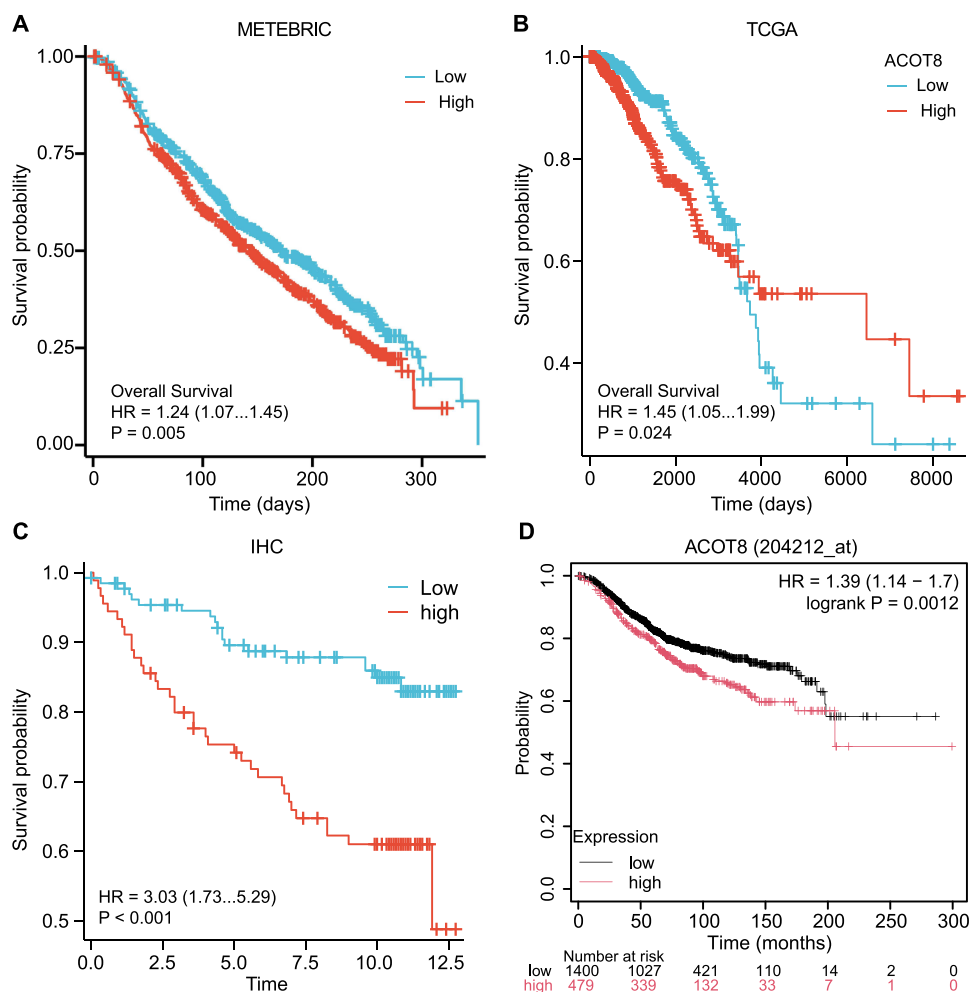 A
METEBRIC
1.00
0.75
0.50
0.25
0.00
Survival probability
Low
High
Overall Survival
HR = 1.24 (1.07...1.45)
P = 0.005
0 100 200 300
Time (days)
B
TCGA
1.0
0.8
0.6
0.4
Survival probability
ACOT8
Low
High
Overall Survival
HR = 1.45 (1.05...1.99)
P = 0.024
0 2000 4000 6000 8000
Time (days)
C
IHC
1.0
0.9
0.8
0.7
0.6
0.5
Survival probability
Low
high
HR = 3.03 (1.73...5.29)
P < 0.001
0.0 2.5 5.0 7.5 10.0 12.5
Time
D
ACOT8 (204212_at)
HR = 1.39 (1.14 − 1.7)
logrank P = 0.0012
1.0
0.8
0.6
0.4
0.2
0.0
Probability
Expression
low
high
0 50 100 150 200 250 300
Time (months)
Number at risk
low 1400 1027 421 110 14 2 0
high 479 339 132 33 7 1 0